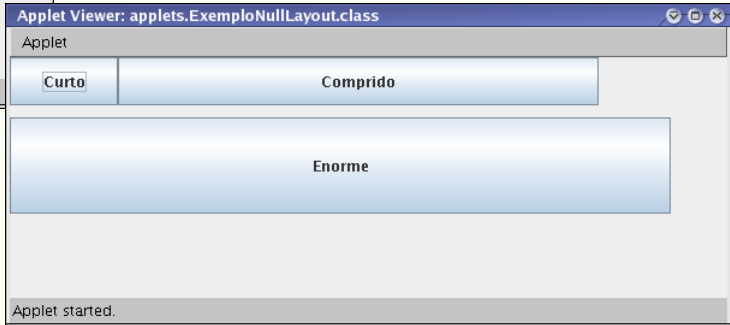 Applet Viewer: applets.ExemploNullLayout.class
Applet
Curto Comprido
Enorme
Applet started.